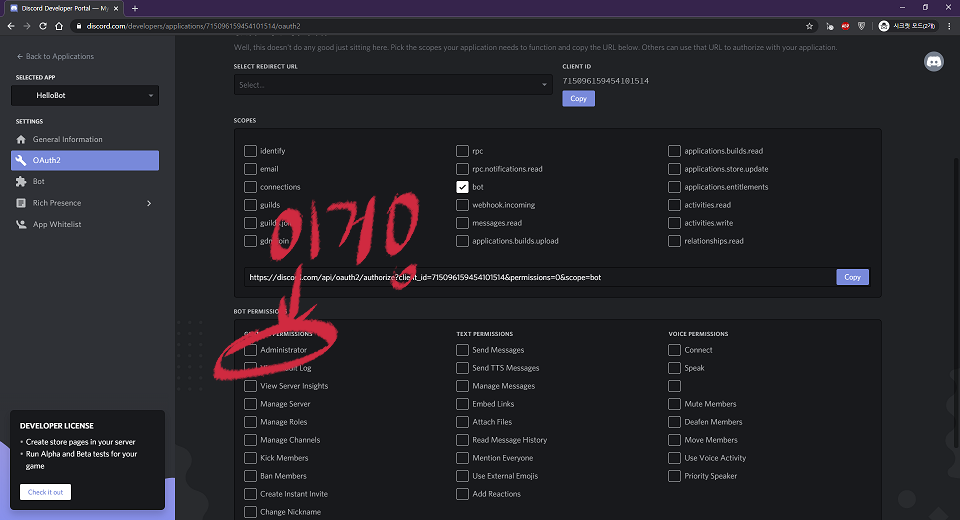 Discord Developer Portal — My
discord.com/developers/applications/715096159454101514/oauth2
시크릿 모드(2개)
← Back to Applications
SELECTED APP
HelloBot
SETTINGS
General Information
OAuth2
Bot
Rich Presence
App Whitelist
DEVELOPER LICENSE
• Create store pages in your server
• Run Alpha and Beta tests for your
game
Check it out
Well, this doesn't do any good just sitting here. Pick the scopes your application needs to function and copy the URL below. Others can use that URL to authorize with your application.
SELECT REDIRECT URL
Select...
CLIENT ID
715096159454101514
Copy
SCOPES
identify
email
connections
guilds
guilds.join
gdm.join
rpc
rpc.notifications.read
bot
webhook.incoming
messages.read
applications.builds.upload
applications.builds.read
applications.store.update
applications.entitlements
activities.read
activities.write
relationships.read
이겅
https://discord.com/api/oauth2/authorize?client_id=715096159454101514&permissions=0&scope=bot
Copy
BOT PERMISSIONS
GENERAL PERMISSIONS
Administrator
View Audit Log
View Server Insights
Manage Server
Manage Roles
Manage Channels
Kick Members
Ban Members
Create Instant Invite
Change Nickname
TEXT PERMISSIONS
Send Messages
Send TTS Messages
Manage Messages
Embed Links
Attach Files
Read Message History
Mention Everyone
Use External Emojis
Add Reactions
VOICE PERMISSIONS
Connect
Speak
Mute Members
Deafen Members
Move Members
Use Voice Activity
Priority Speaker